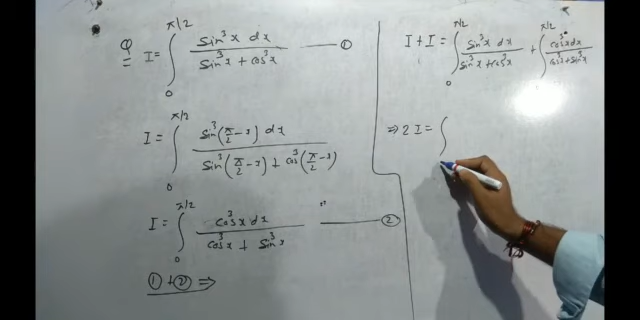 Q I = ∫₀^π/2 sin³x dx / sin³x + cos³x —— ①
I = ∫₀^π/2 sin³(π/2 - x) dx / sin³(π/2 - x) + cos³(π/2 - x)
I = ∫₀^π/2 cos³x dx / cos³x + sin³x —— ②
① + ② ⇒
I + I = ∫₀^π/2 sin³x dx / sin³x + cos³x + ∫^π/2 cos³x dx / cos³x + sin³x
⇒ 2 I = ∫